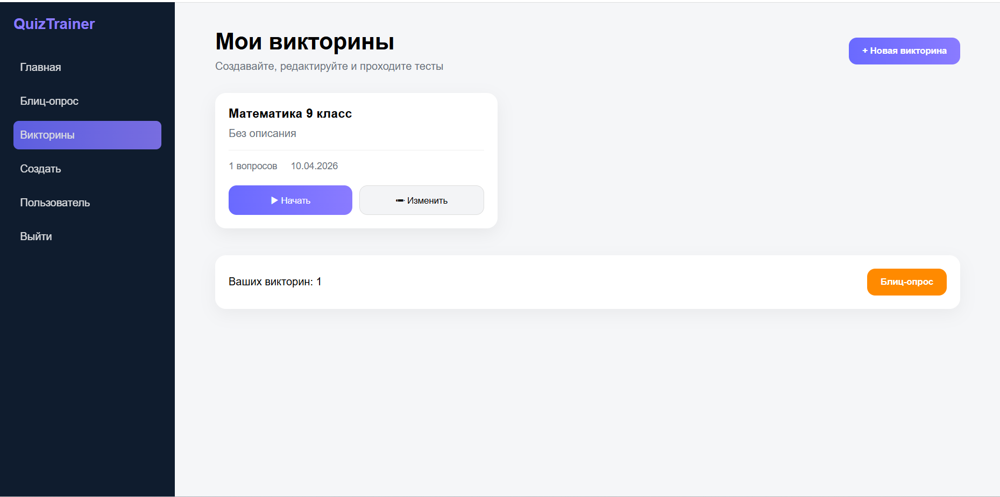 QuizTrainer
Главная
Блиц-опрос
Викторины
Создать
Пользователь
Выйти
Мои викторины
Создавайте, редактируйте и проходите тесты
+ Новая викторина
Математика 9 класс
Без описания
1 вопросов 10.04.2026
▶ Начать
✏ Изменить
Ваших викторин: 1
Блиц-опрос